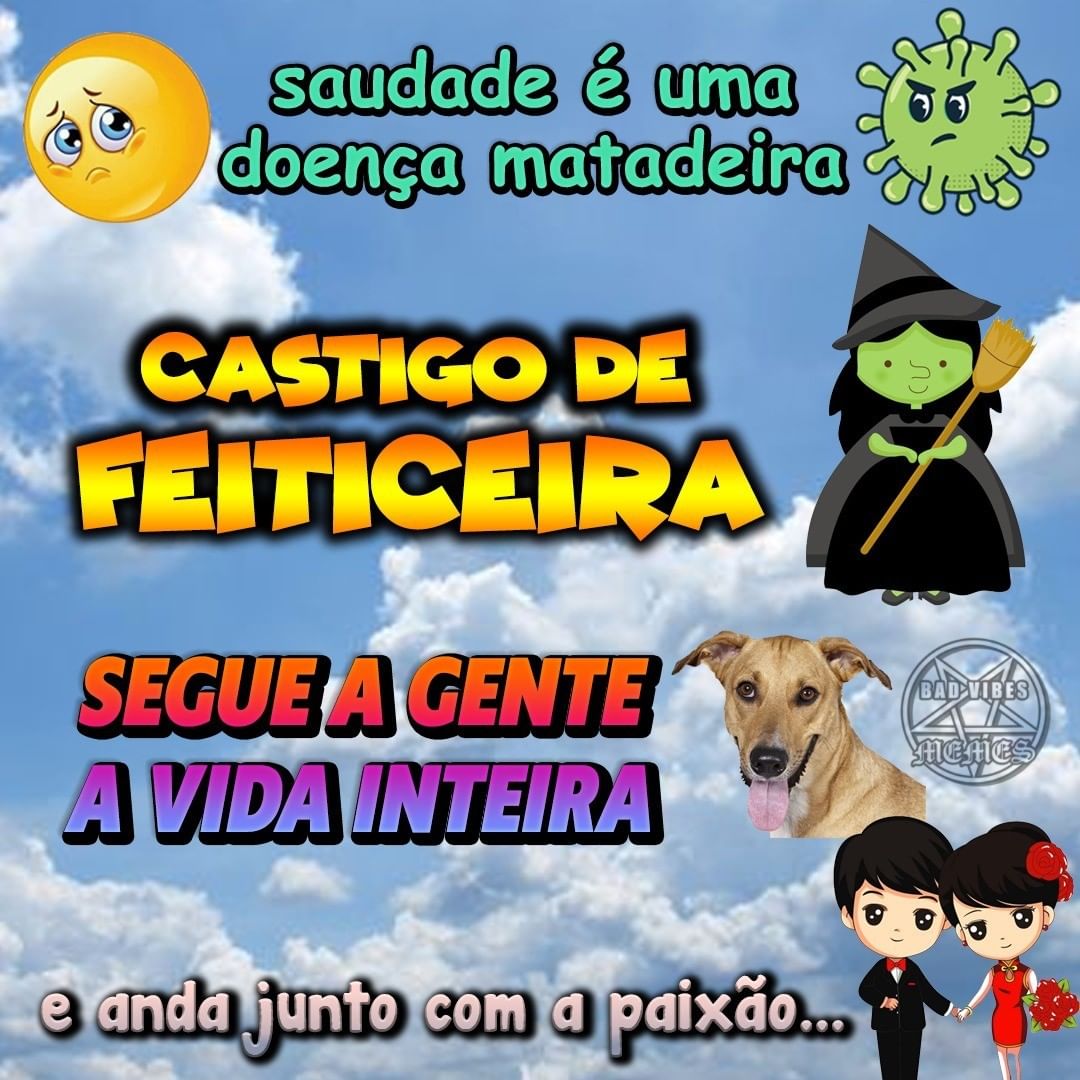 saudade é uma
doença matadeira
CASTIGO DE
FEITICEIRA
SEGUE A GENTE
A VIDA INTEIRA
BAD VIBES
MEMES
e anda junto com a paixão...